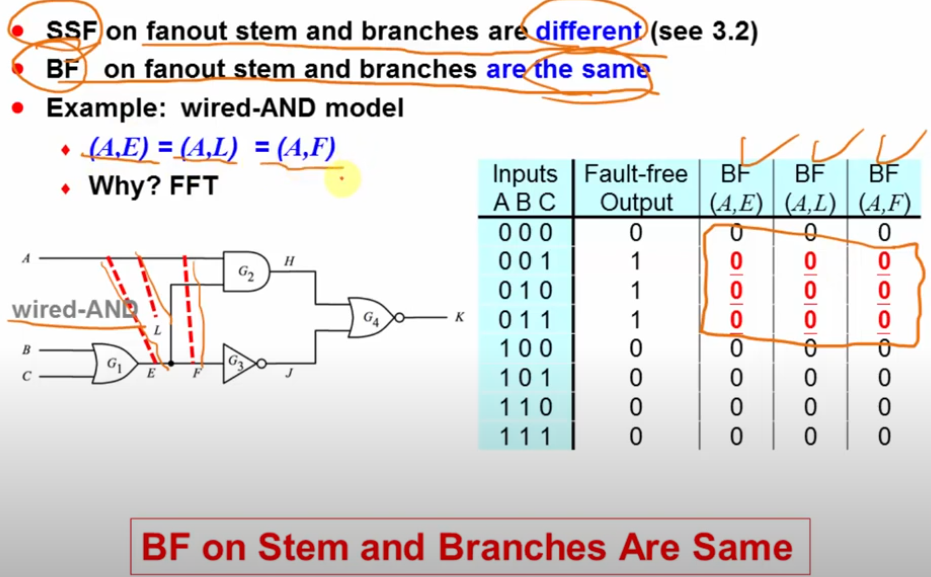 • SSF on fanout stem and branches are different (see 3.2)
• BF on fanout stem and branches are the same
• Example: wired-AND model
♦ (A,E) = (A,L) = (A,F)
♦ Why? FFT
Inputs Fault-free BF BF BF
A B C Output (A,E) (A,L) (A,F)
0 0 0 0 0 0 0
0 0 1 1 0 0 0
0 1 0 1 0 0 0
0 1 1 1 0 0 0
1 0 0 0 0 0 0
1 0 1 0 0 0 0
1 1 0 0 0 0 0
1 1 1 0 0 0 0
A
G2
H
wired-AND
L
G4
K
B
C
G1
E
F
G3
J
BF on Stem and Branches Are Same